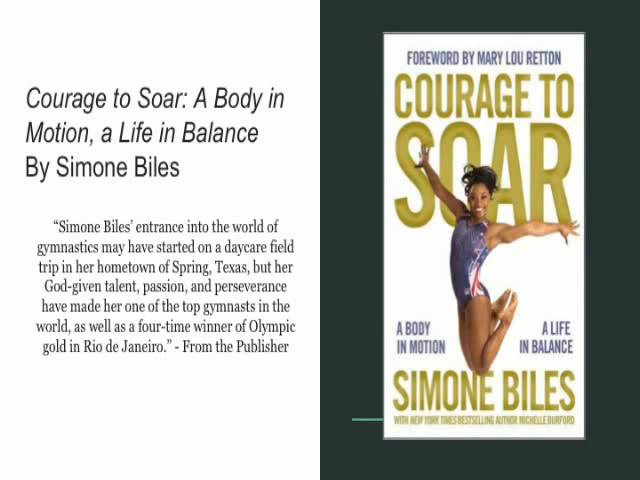 Courage to Soar: A Body in
Motion, a Life in Balance
By Simone Biles
“Simone Biles’ entrance into the world of
gymnastics may have started on a daycare field
trip in her hometown of Spring, Texas, but her
God-given talent, passion, and perseverance
have made her one of the top gymnasts in the
world, as well as a four-time winner of Olympic
gold in Rio de Janeiro.” - From the Publisher
FOREWORD BY MARY LOU RETTON
COURAGE TO
SOAR
A BODY
IN MOTION
A LIFE
IN BALANCE
SIMONE BILES
WITH NEW YORK TIMES BESTSELLING AUTHOR MICHELLE BURFORD